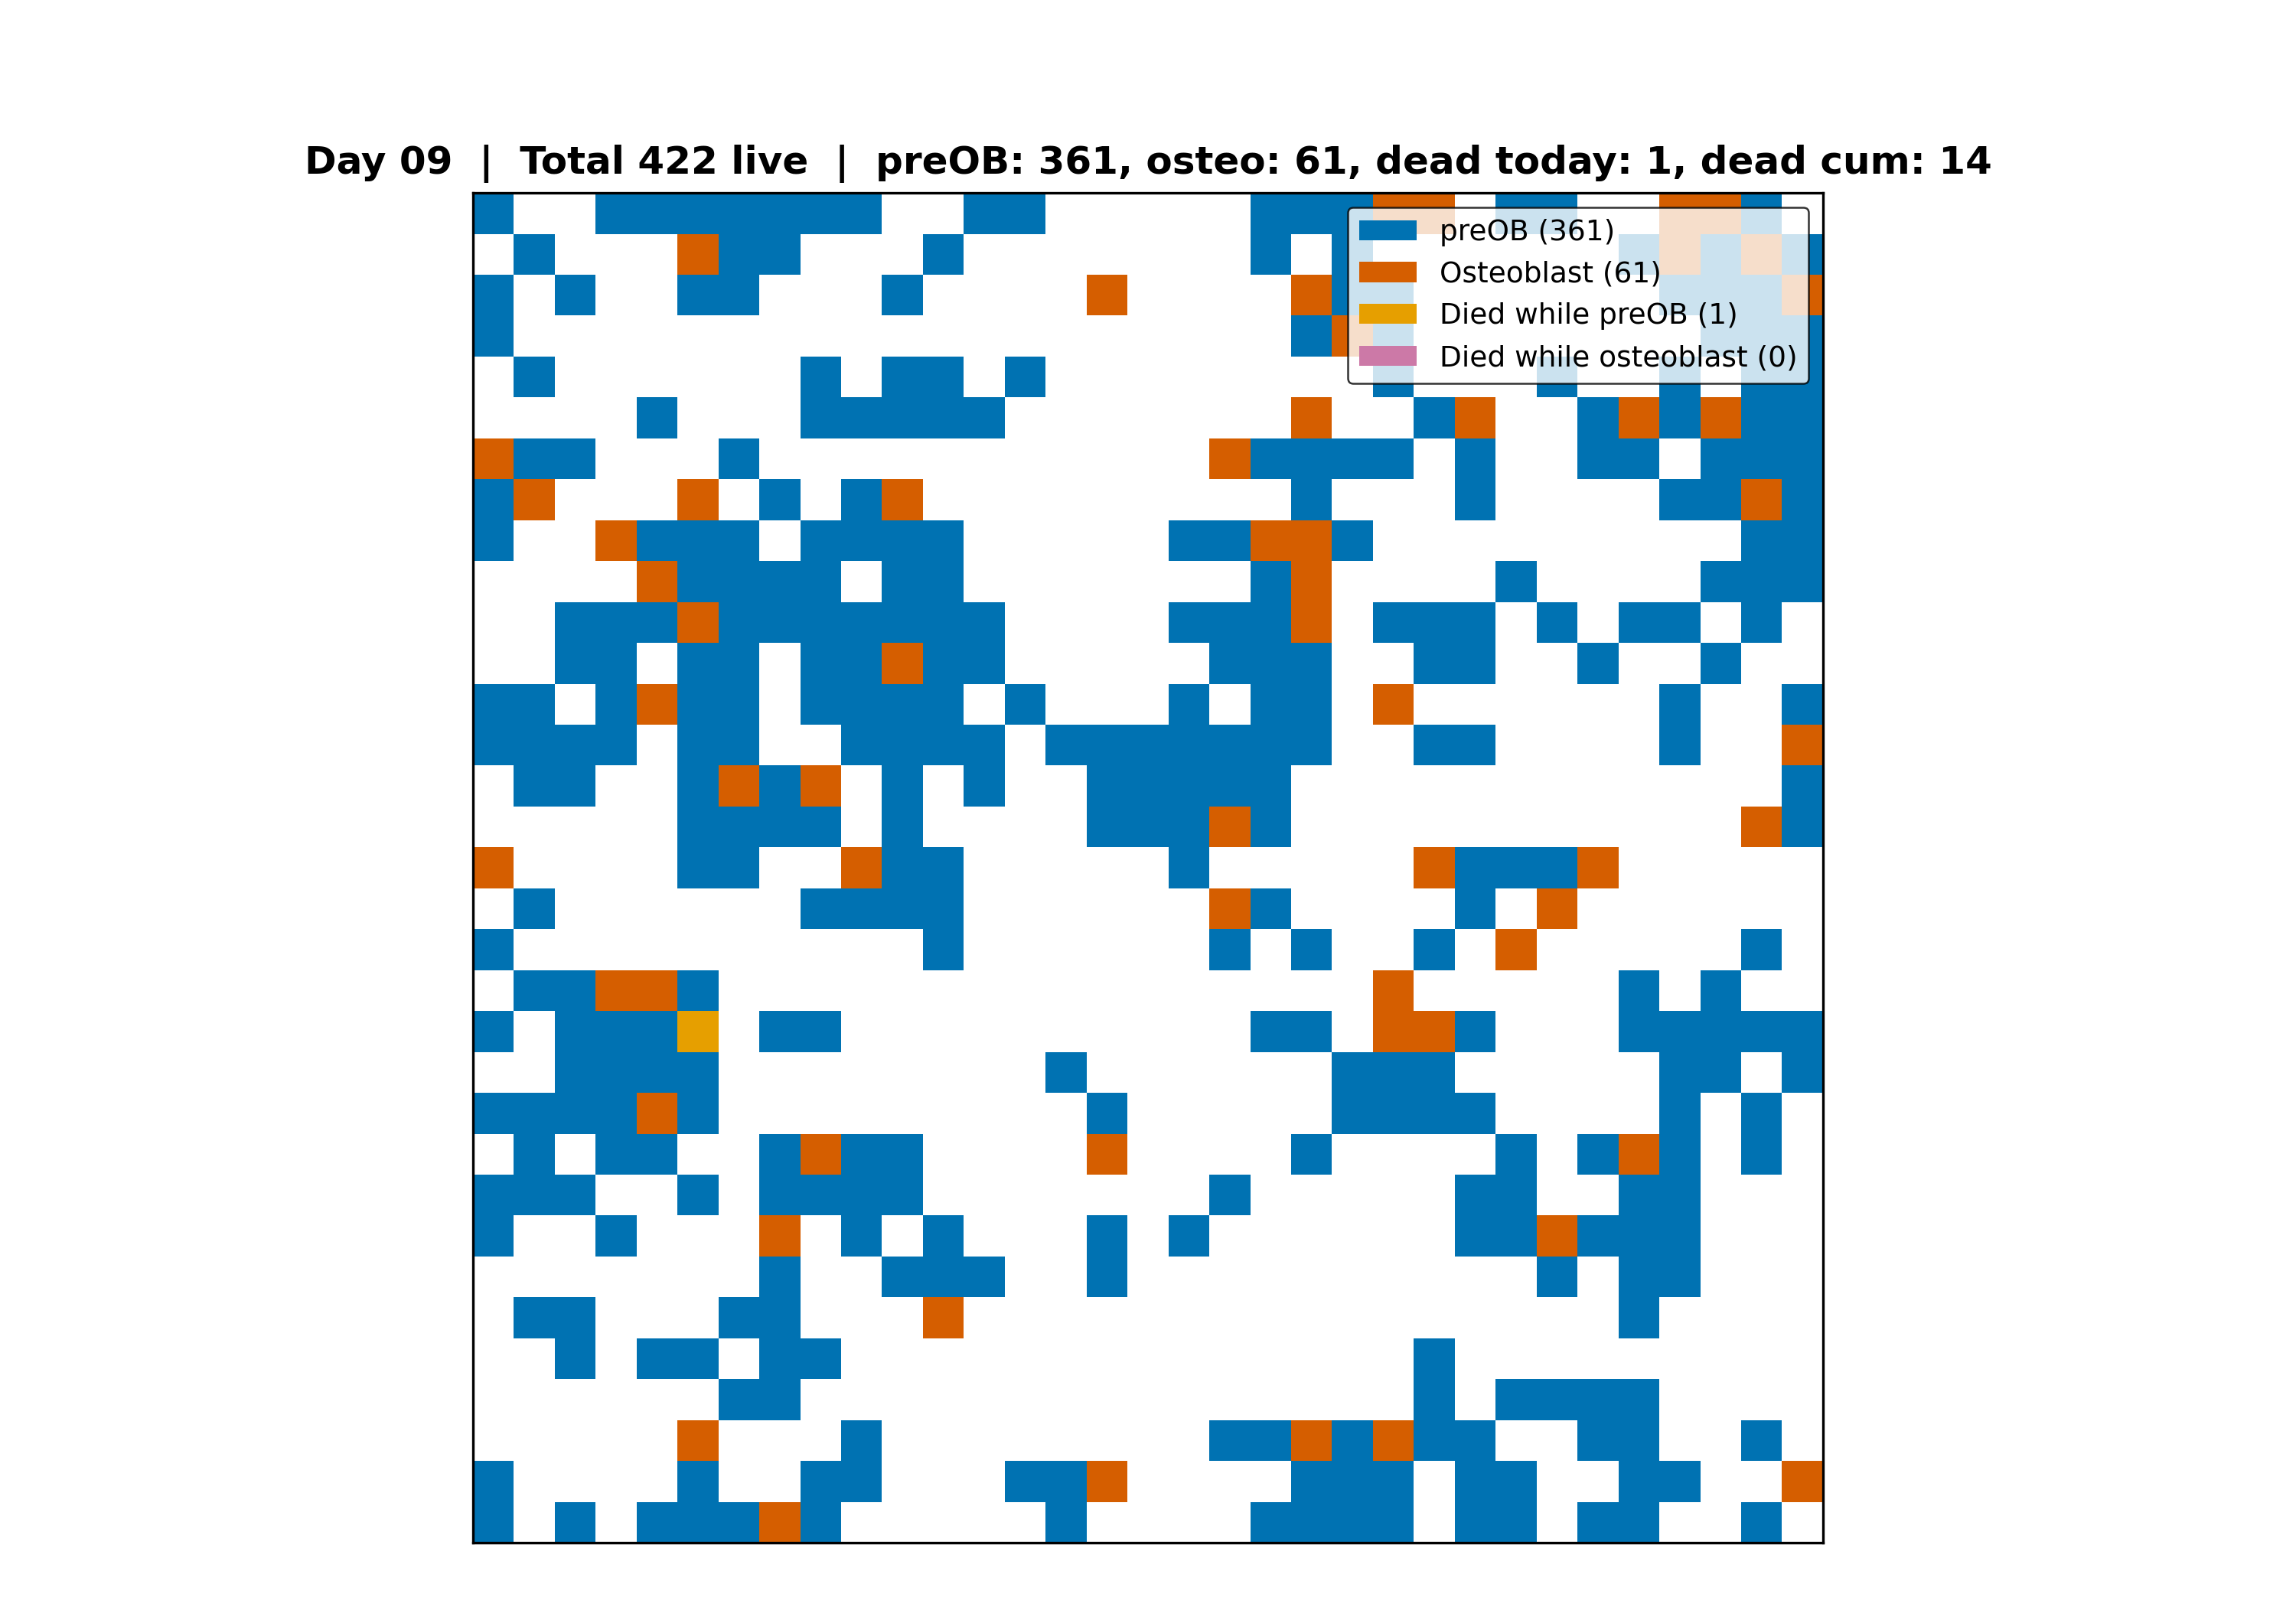 Day 09 | Total 422 live | preOB: 361, osteo: 61, dead today: 1, dead cum: 14
preOB (361)
Osteoblast (61)
Died while preOB (1)
Died while osteoblast (0)